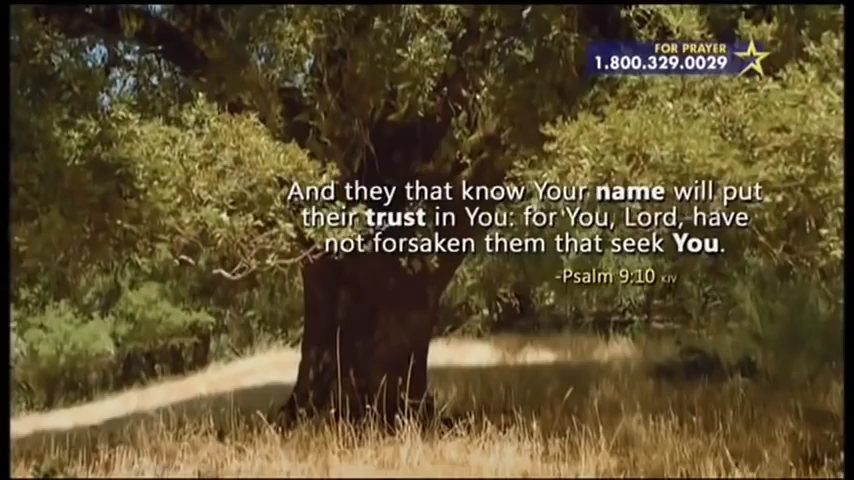 FOR PRAYER
1.800.329.0029
And they that know Your name will put
their trust in You: for You, Lord, have
not forsaken them that seek You.
-Psalm 9:10 KJV